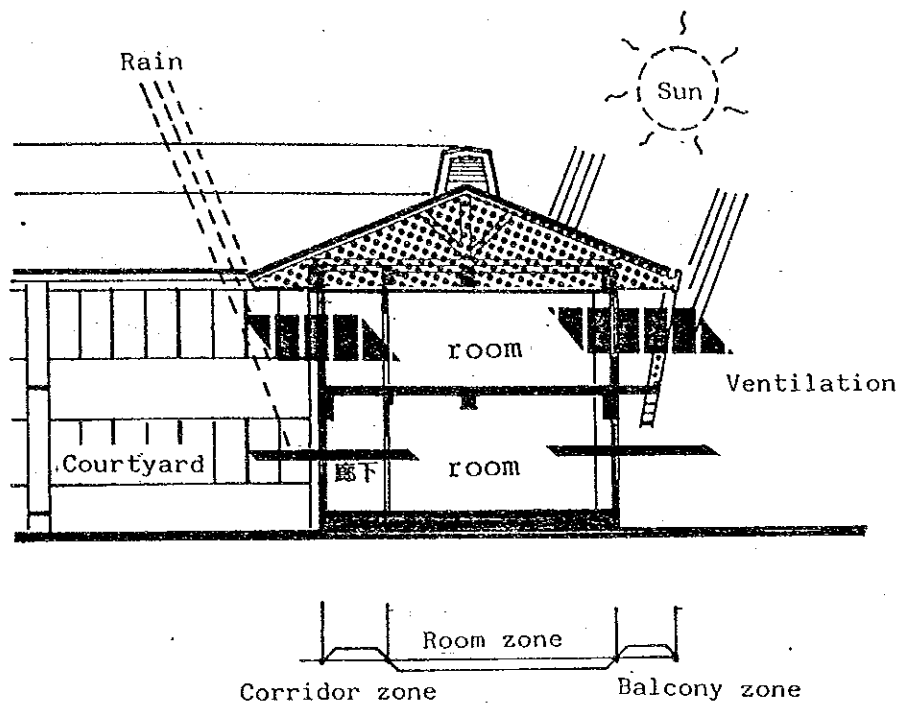 Rain
Sun
room
Ventilation
Courtyard
廊下
room
Room zone
Corridor zone
Balcony zone